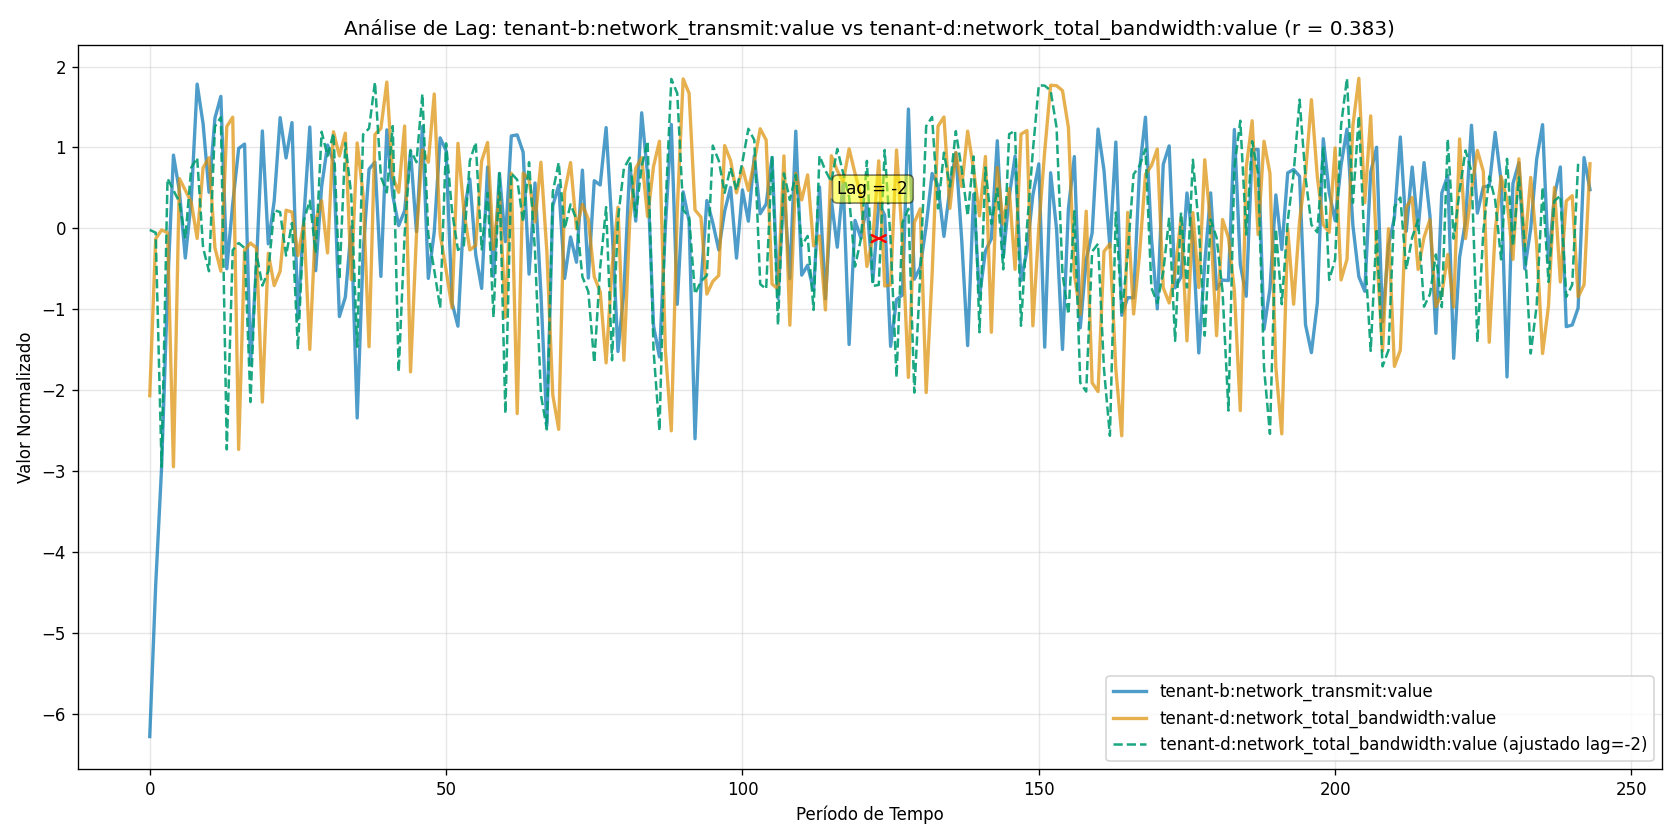 Análise de Lag: tenant-b:network_transmit:value vs tenant-d:network_total_bandwidth:value (r = 0.383)
Valor Normalizado
2
1
0
−1
−2
−3
−4
−5
−6
Lag = -2
tenant-b:network_transmit:value
tenant-d:network_total_bandwidth:value
tenant-d:network_total_bandwidth:value (ajustado lag=-2)
0 50 100 150 200 250
Período de Tempo